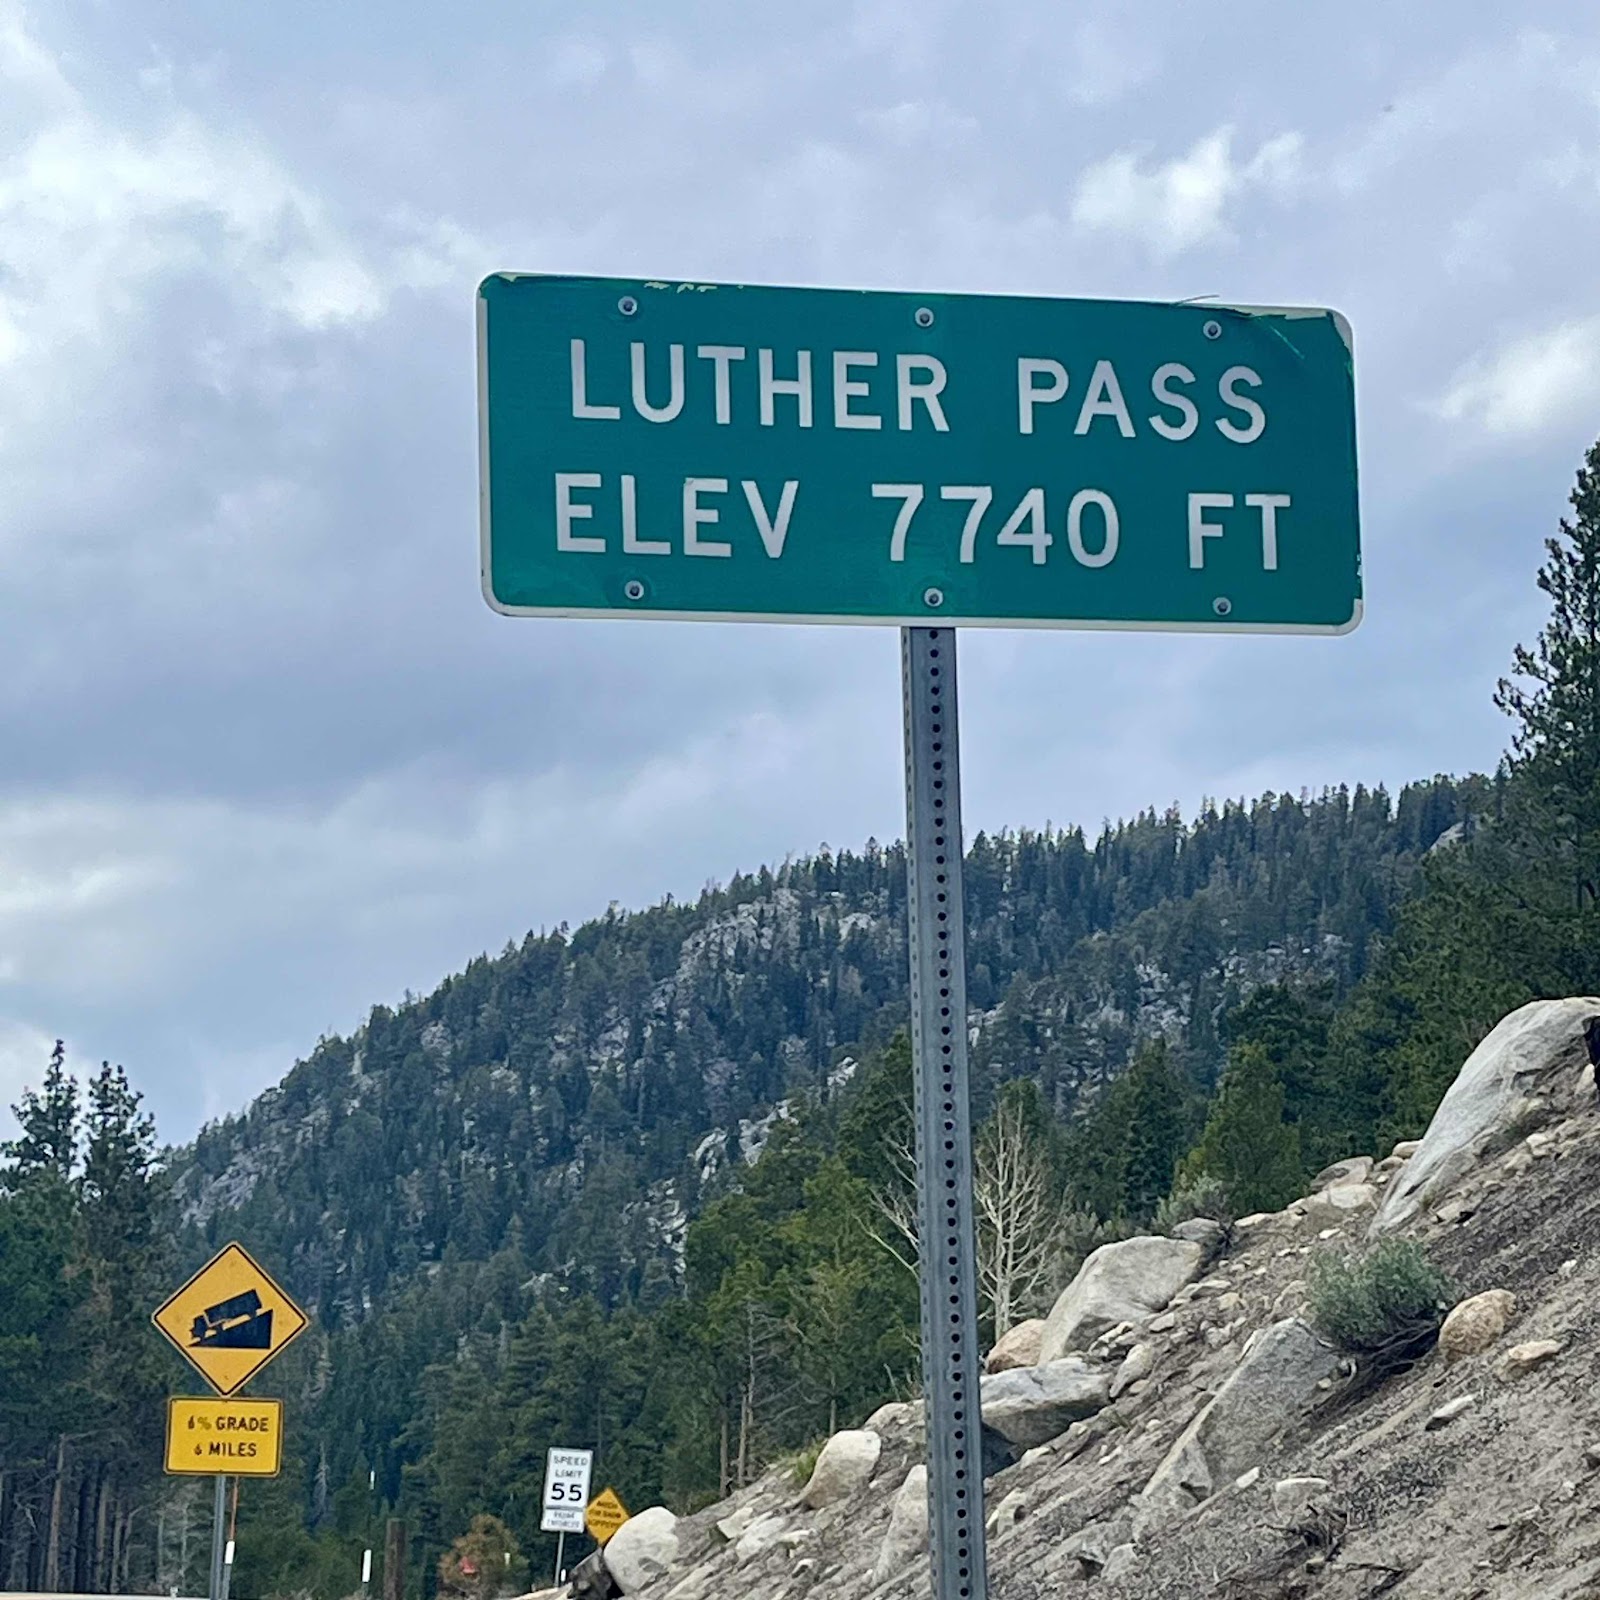 LUTHER PASS
ELEV 7740 FT
6% GRADE
6 MILES
SPEED
LIMIT
55